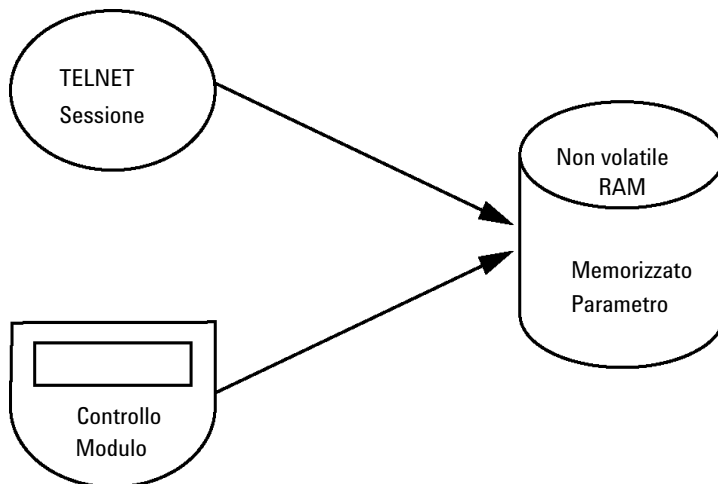 TELNET
Sessione
Non volatile
RAM
Memorizzato
Parametro
Controllo
Modulo